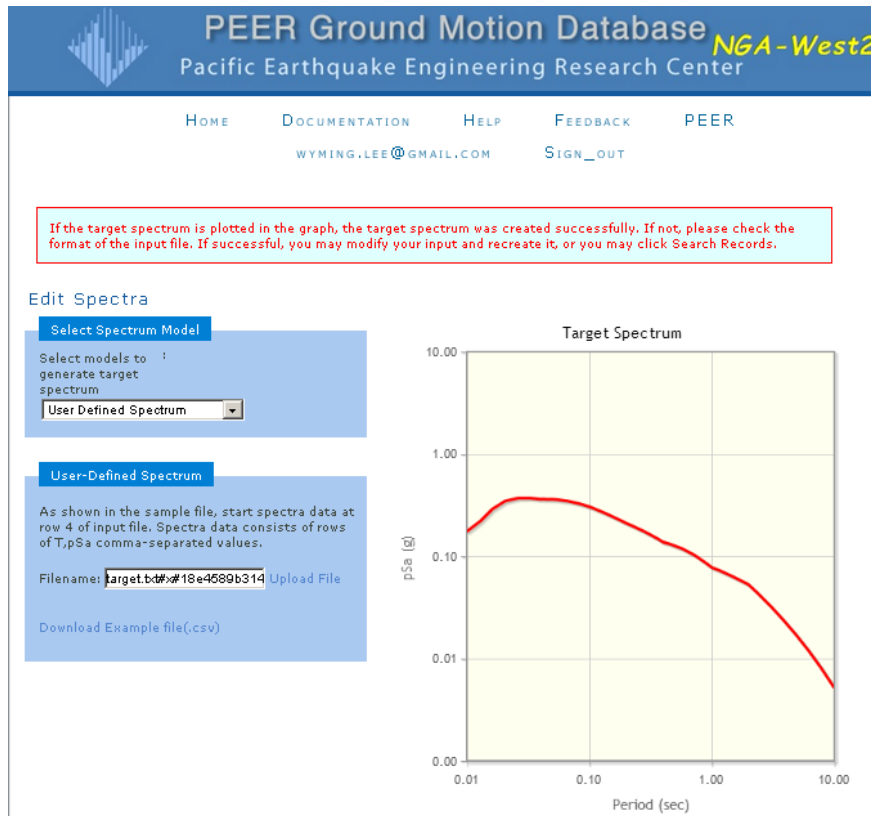 PEER Ground Motion Database
NGA-West2
Pacific Earthquake Engineering Research Center
HOME DOCUMENTATION HELP FEEDBACK PEER
WYMING.LEE@GMAIL.COM SIGN_OUT
If the target spectrum is plotted in the graph, the target spectrum was created successfully. If not, please check the
format of the input file. If successful, you may modify your input and recreate it, or you may click Search Records.
Edit Spectra
Select Spectrum Model
Select models to :
generate target
spectrum
User Defined Spectrum
User-Defined Spectrum
As shown in the sample file, start spectra data at
row 4 of input file. Spectra data consists of rows
of T,pSa comma-separated values.
Filename: target.txt#x#18e4589b314 Upload File
Download Example file(.csv)
Target Spectrum
10.00
1.00
0.10
0.01
0.00
pSa (g)
0.01 0.10 1.00 10.00
Period (sec)